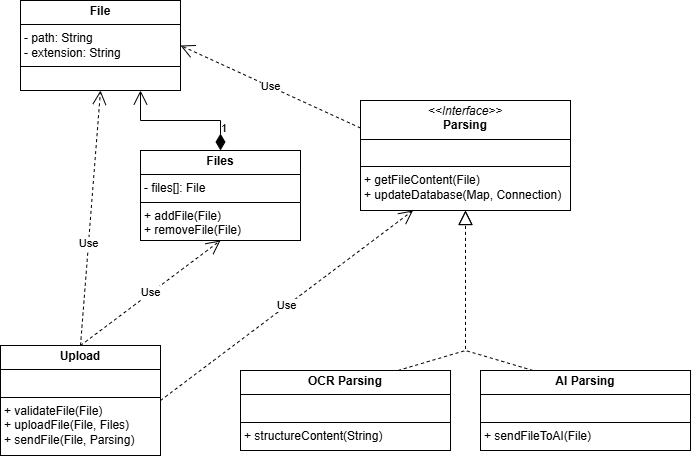 File
- path: String
- extension: String
Use
<<Interface>>
Parsing
+ getFileContent(File)
+ updateDatabase(Map, Connection)
1
Files
- files[]: File
+ addFile(File)
+ removeFile(File)
Use
Use
Use
Upload
+ validateFile(File)
+ uploadFile(File, Files)
+ sendFile(File, Parsing)
OCR Parsing
+ structureContent(String)
AI Parsing
+ sendFileToAI(File)